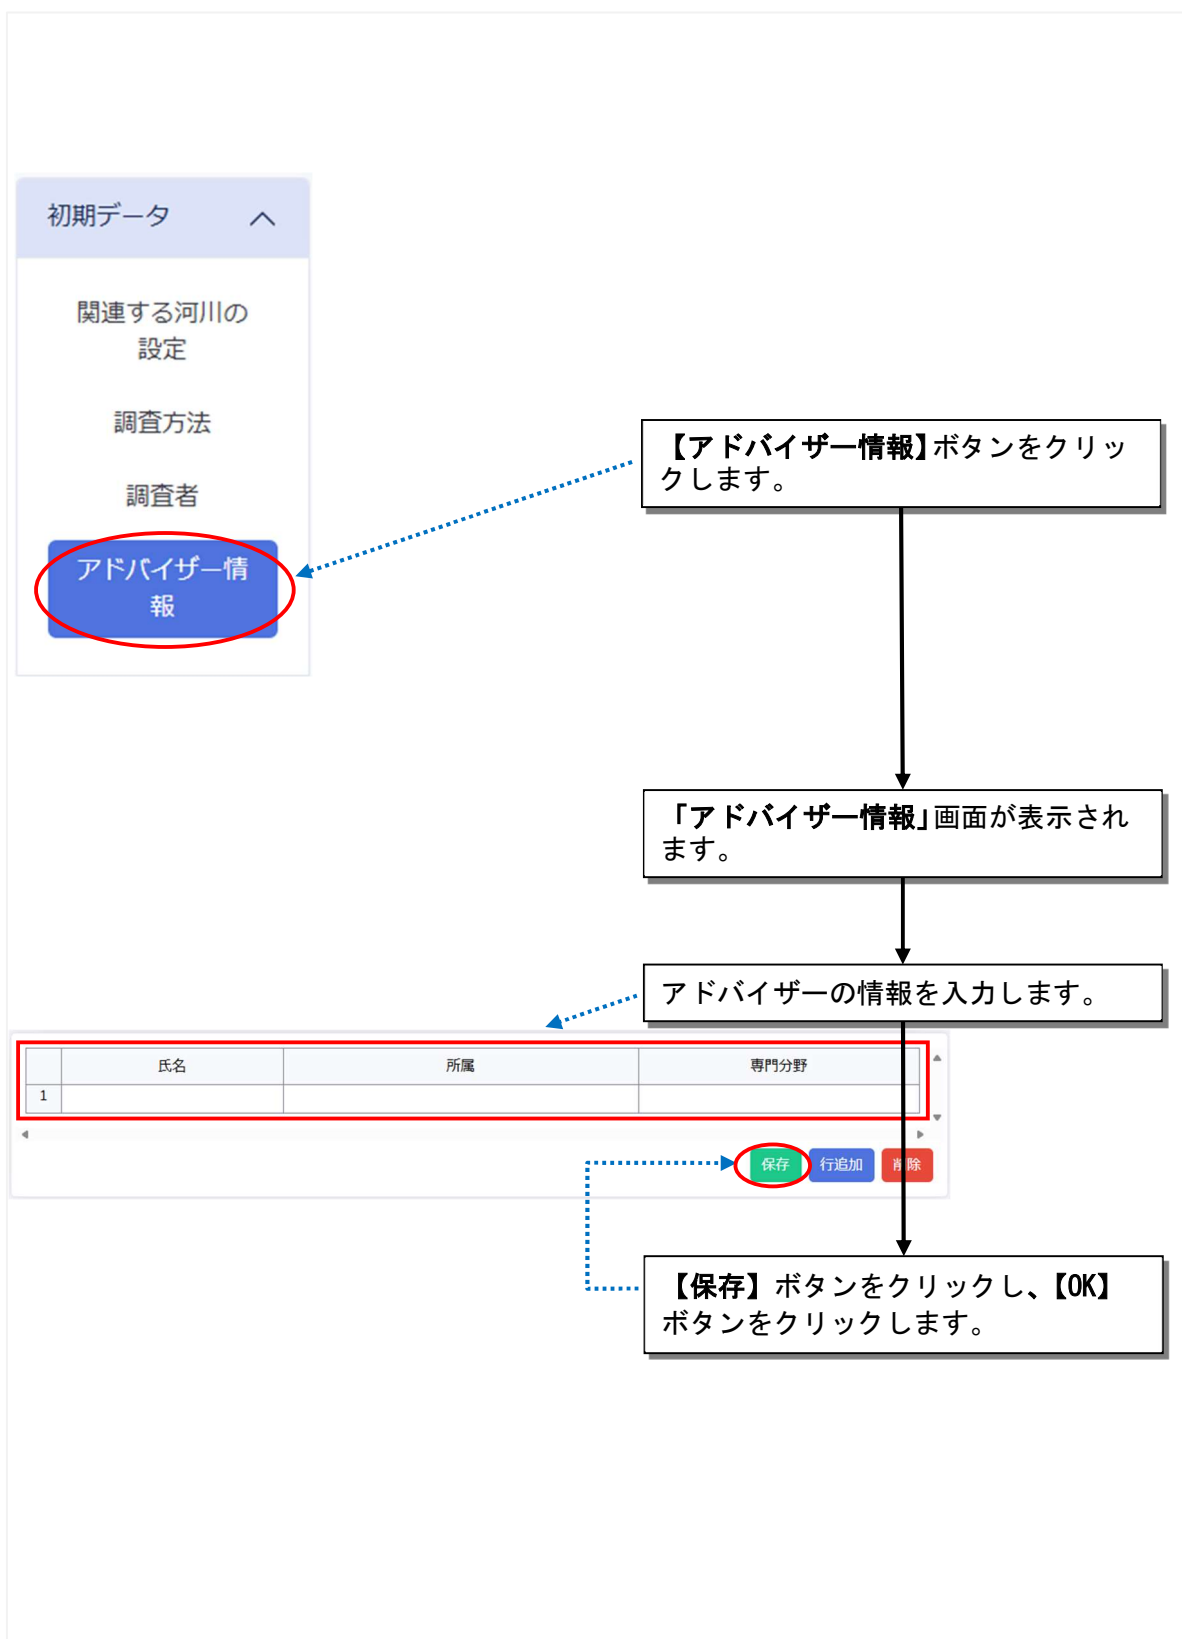 初期データ
関連する河川の
設定
調査方法
調査者
アドバイザー情
報
【アドバイザー情報】ボタンをクリッ
クします。
「アドバイザー情報」画面が表示され
ます。
アドバイザーの情報を入力します。
氏名 所属 専門分野
1
保存 行追加 削除
【保存】ボタンをクリックし、【OK】
ボタンをクリックします。